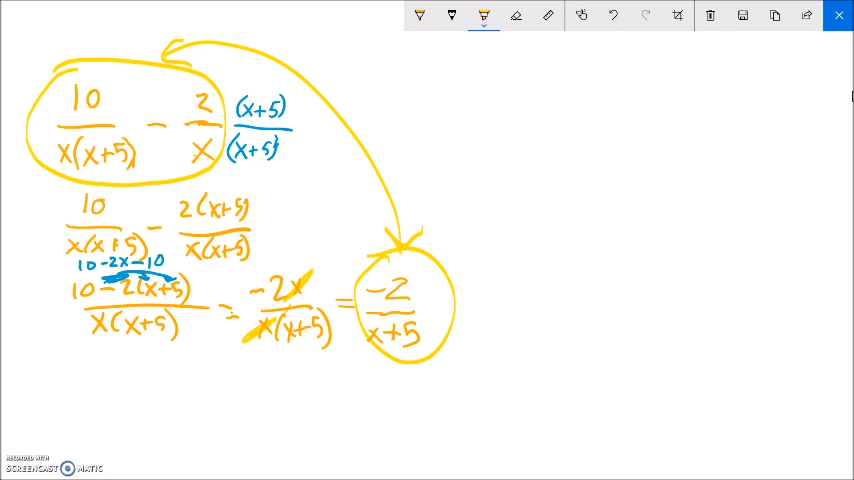 10/(x(x+5)) - 2/x (x+5)/(x+5)
10/(x(x+5)) - 2(x+5)/(x(x+5))
10-2x-10
10-2(x+5)/(x(x+5)) = -2x/(x(x+5)) = -2/(x+5)
RECORDED WITH
SCREENCAST MATIC